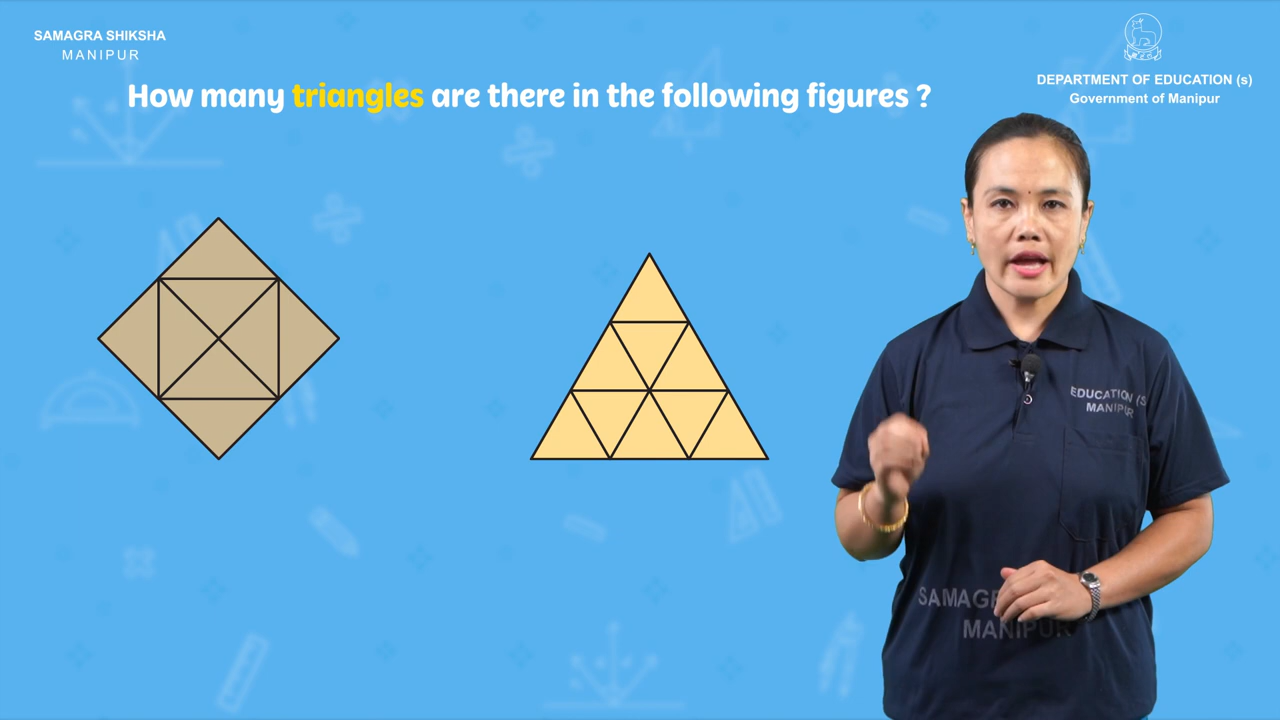 SAMAGRA SHIKSHA
MANIPUR
DEPARTMENT OF EDUCATION (s)
Government of Manipur
How many triangles are there in the following figures ?
EDUCATION (S
MANIPUR
SAMAG
MANIPUR